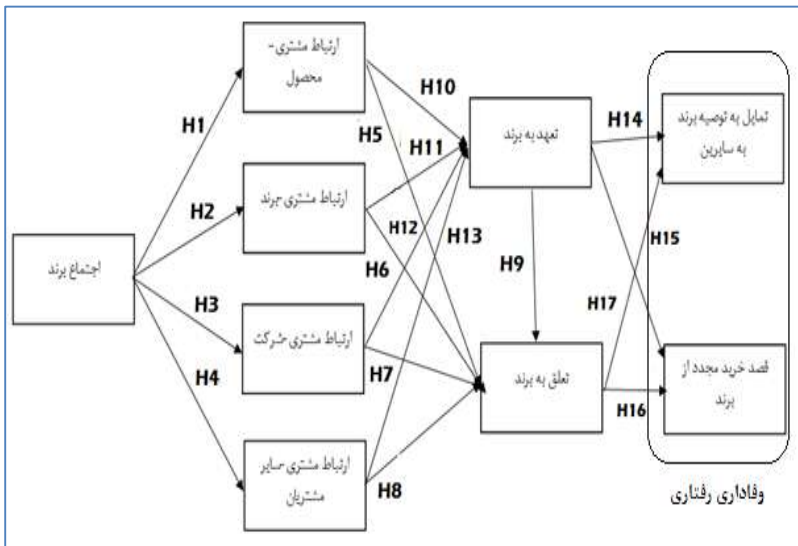 ارتباط مشتری-
محصول
H1
H10
H5
تعهد به برند
H14
تمایل به توصیه برند
به سایرین
H11
ارتباط مشتری-برند
H2
H12
H13
H6
H9
H15
اجتماع برند
H3
H17
ارتباط مشتری-شرکت
H4
H7
تعلق به برند
H16
قصد خرید مجدد از
برند
ارتباط مشتری-سایر
مشتریان
H8
وفاداری رفتاری